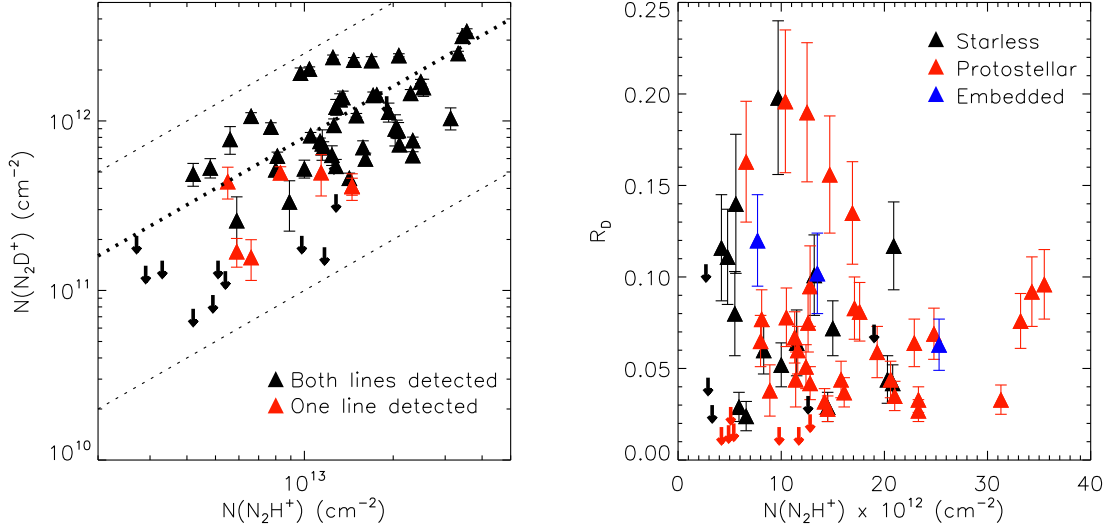 10¹²
10¹¹
10¹⁰
N(N₂D⁺) (cm⁻²)
Both lines detected
One line detected
10¹³
N(N₂H⁺) (cm⁻²)
0.25
0.20
0.15
0.10
0.05
0.00
R_D
Starless
Protostellar
Embedded
0 10 20 30 40
N(N₂H⁺) x 10¹² (cm⁻²)